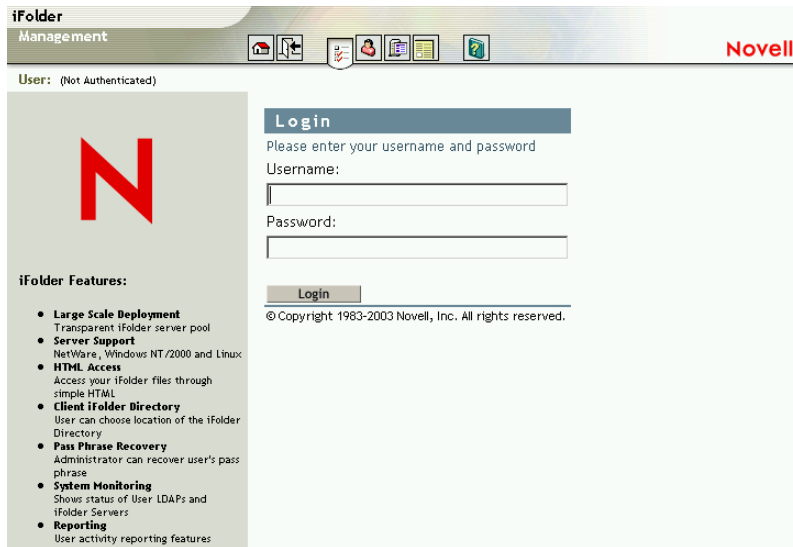 iFolder
Management
Novell
User: (Not Authenticated)
N
iFolder Features:
● Large Scale Deployment
Transparent iFolder server pool
● Server Support
NetWare, Windows NT/2000 and Linux
● HTML Access
Access your iFolder files through
simple HTML
● Client iFolder Directory
User can choose location of the iFolder
Directory
● Pass Phrase Recovery
Administrator can recover user's pass
phrase
● System Monitoring
Shows status of User LDAPs and
iFolder Servers
● Reporting
User activity reporting features
Login
Please enter your username and password
Username:
Password:
Login
© Copyright 1983-2003 Novell, Inc. All rights reserved.